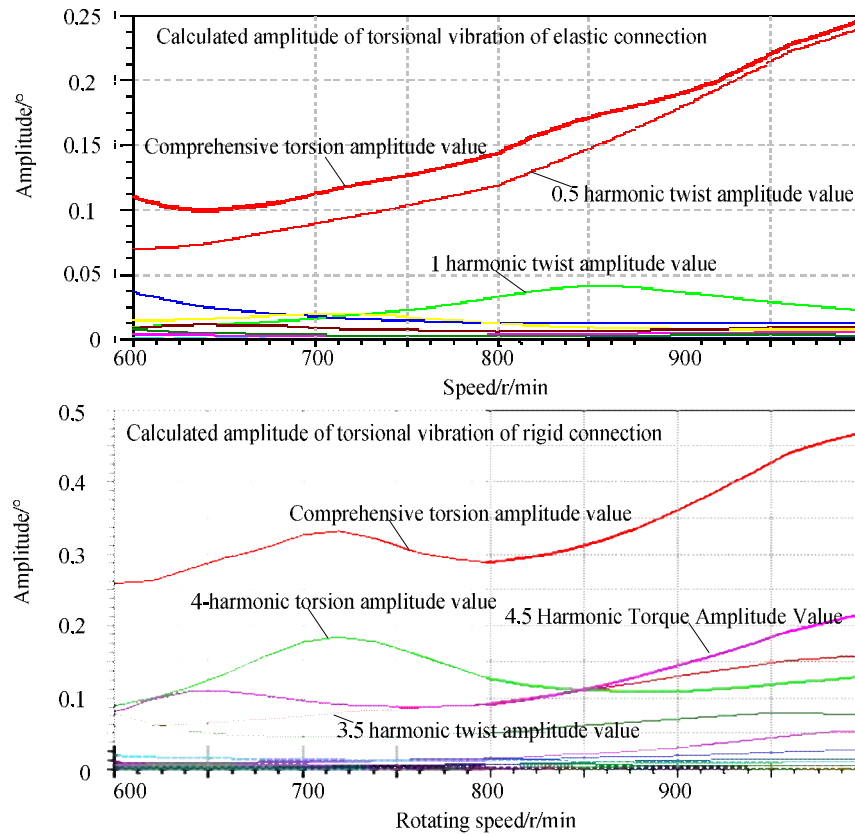 0.25
Calculated amplitude of torsional vibration of elastic connection
0.2
0.15
Comprehensive torsion amplitude value
0.5 harmonic twist amplitude value
0.1
1 harmonic twist amplitude value
0.05
0
Amplitude/°
600 700 800 900
Speed/r/min
0.5
Calculated amplitude of torsional vibration of rigid connection
0.4
Comprehensive torsion amplitude value
0.3
4-harmonic torsion amplitude value
4.5 Harmonic Torque Amplitude Value
0.2
0.1
3.5 harmonic twist amplitude value
0
Amplitude/°
600 700 800 900
Rotating speed/r/min